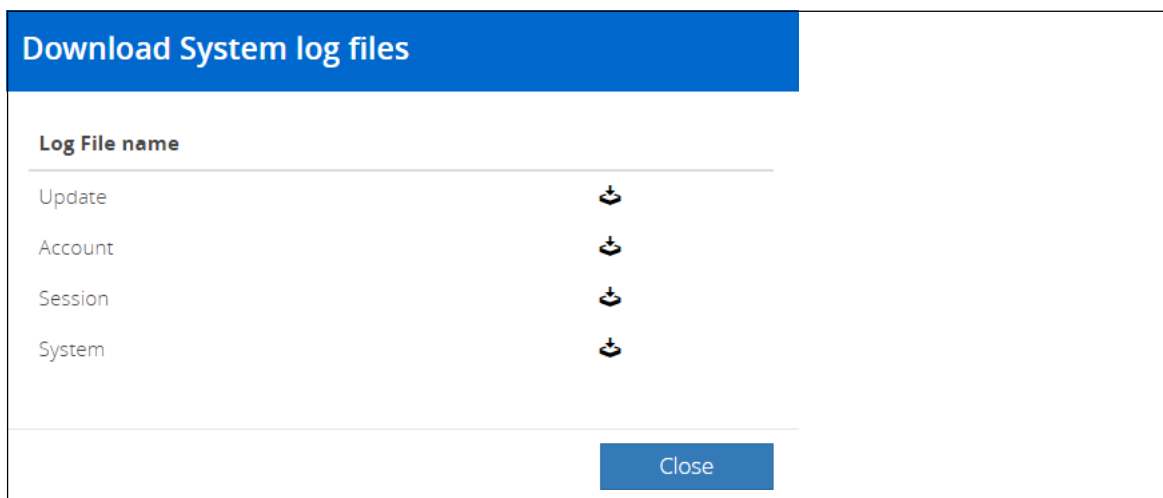 Download System log files
Log File name
Update
Account
Session
System
Close